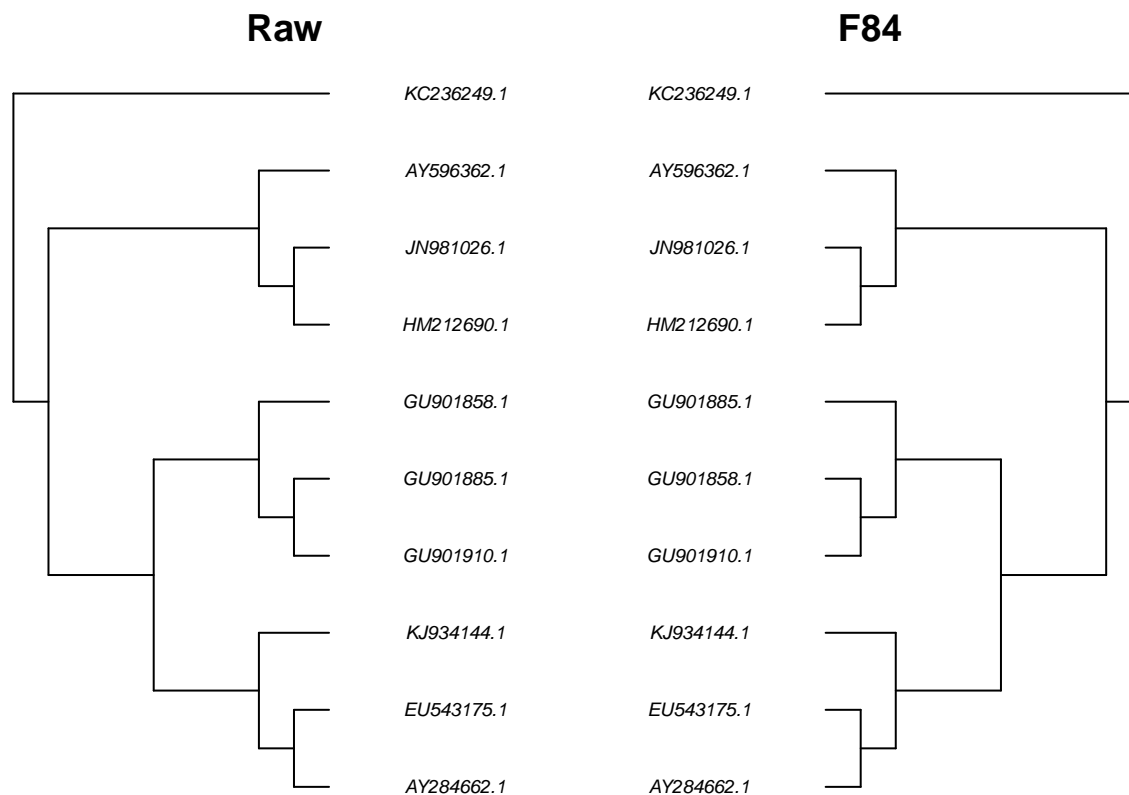 Raw F84
KC236249.1 KC236249.1
AY596362.1 AY596362.1
JN981026.1 JN981026.1
HM212690.1 HM212690.1
GU901858.1 GU901885.1
GU901885.1 GU901858.1
GU901910.1 GU901910.1
KJ934144.1 KJ934144.1
EU543175.1 EU543175.1
AY284662.1 AY284662.1